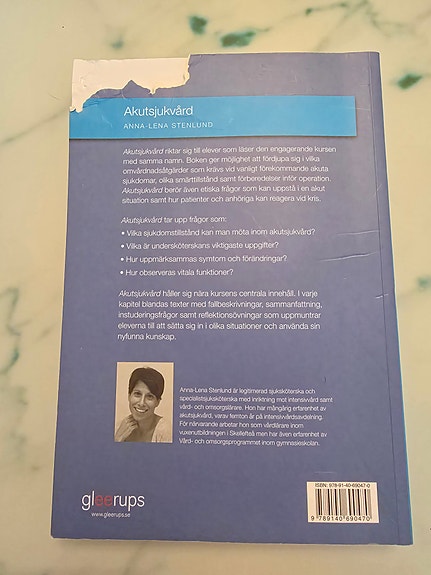 Akutsjukvård
ANNA-LENA STENLUND
Akutsjukvård riktar sig till elever som läser den engagerande kursen
med samma namn. Boken ger möjlighet att fördjupa sig i vilka
omvårdnadsåtgärder som krävs vid vanligt förekommande akuta
sjukdomar, olika smärttillstånd samt förberedelser inför operation.
Akutsjukvård berör även etiska frågor som kan uppstå i en akut
situation samt hur patienter och anhöriga kan reagera vid kris.
Akutsjukvård tar upp frågor som:
• Vilka sjukdomstillstånd kan man möta inom akutsjukvård?
• Vilka är undersköterskans viktigaste uppgifter?
• Hur uppmärksammas symtom och förändringar?
• Hur observeras vitala funktioner?
Akutsjukvård håller sig nära kursens centrala innehåll. I varje
kapitel blandas texter med fallbeskrivningar, sammanfattning,
instuderingsfrågor samt reflektionsövningar som uppmuntrar
eleverna till att sätta sig in i olika situationer och använda sin
nyfunna kunskap.
Anna-Lena Stenlund är legitimerad sjuksköterska och
specialistsjuksköterska med inriktning mot intensivvård samt
vård- och omsorgslärare. Hon har mångårig erfarenhet av
akutsjukvård, varav femton år på intensivvårdsavdelning.
För närvarande arbetar hon som vårdlärare inom
vuxenutbildningen i Skellefteå men har även erfarenhet av
Vård- och omsorgsprogrammet inom gymnasieskolan.
gleerups
www.gleerups.se
ISBN: 978-91-40-69047-0
9 789140 690470